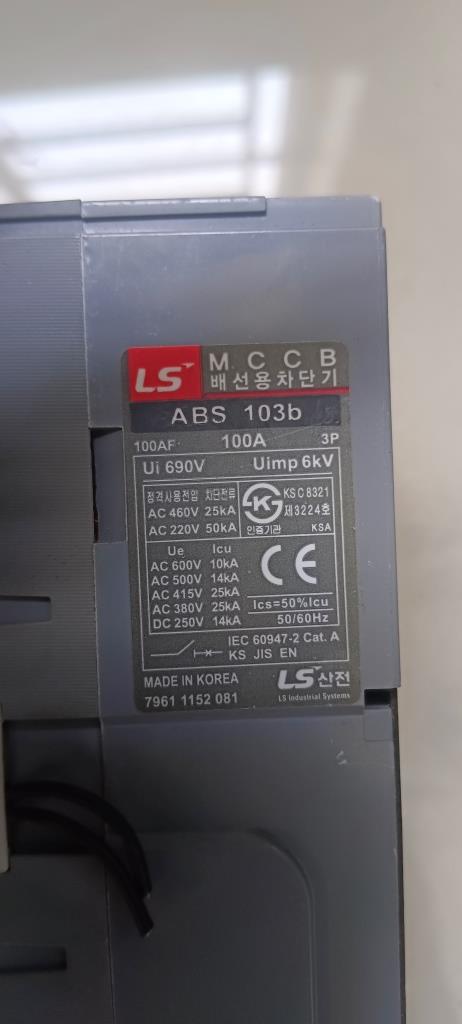 LS MCCB
배선용차단기
ABS 103b
100AF 100A 3P
Ui 690V Uimp 6kV
정격사용전압 차단전류
AC 460V 25kA
AC 220V 50kA
K
KS C 8321
제3224호
인증기관 KSA
Ue Icu
AC 600V 10kA
AC 500V 14kA
AC 415V 25kA
AC 380V 25kA
DC 250V 14kA
CE
Ics=50%Icu
50/60Hz
IEC 60947-2 Cat. A
KS JIS EN
MADE IN KOREA
7961 1152 081
LS산전
LS Industrial Systems